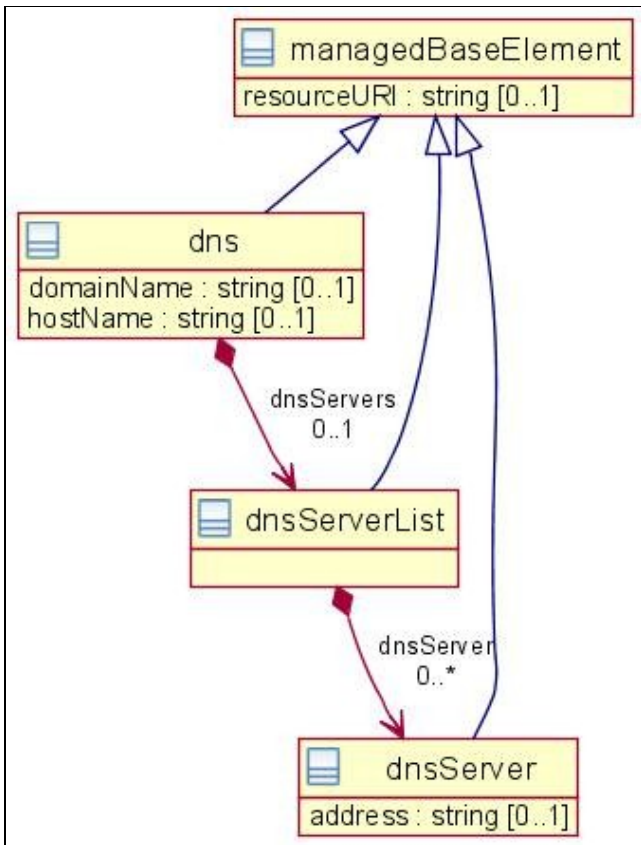 managedBaseElement
resourceURI : string [0..1]
dns
domainName : string [0..1]
hostName : string [0..1]
dnsServers
0..1
dnsServerList
dnsServer
0..*
dnsServer
address : string [0..1]